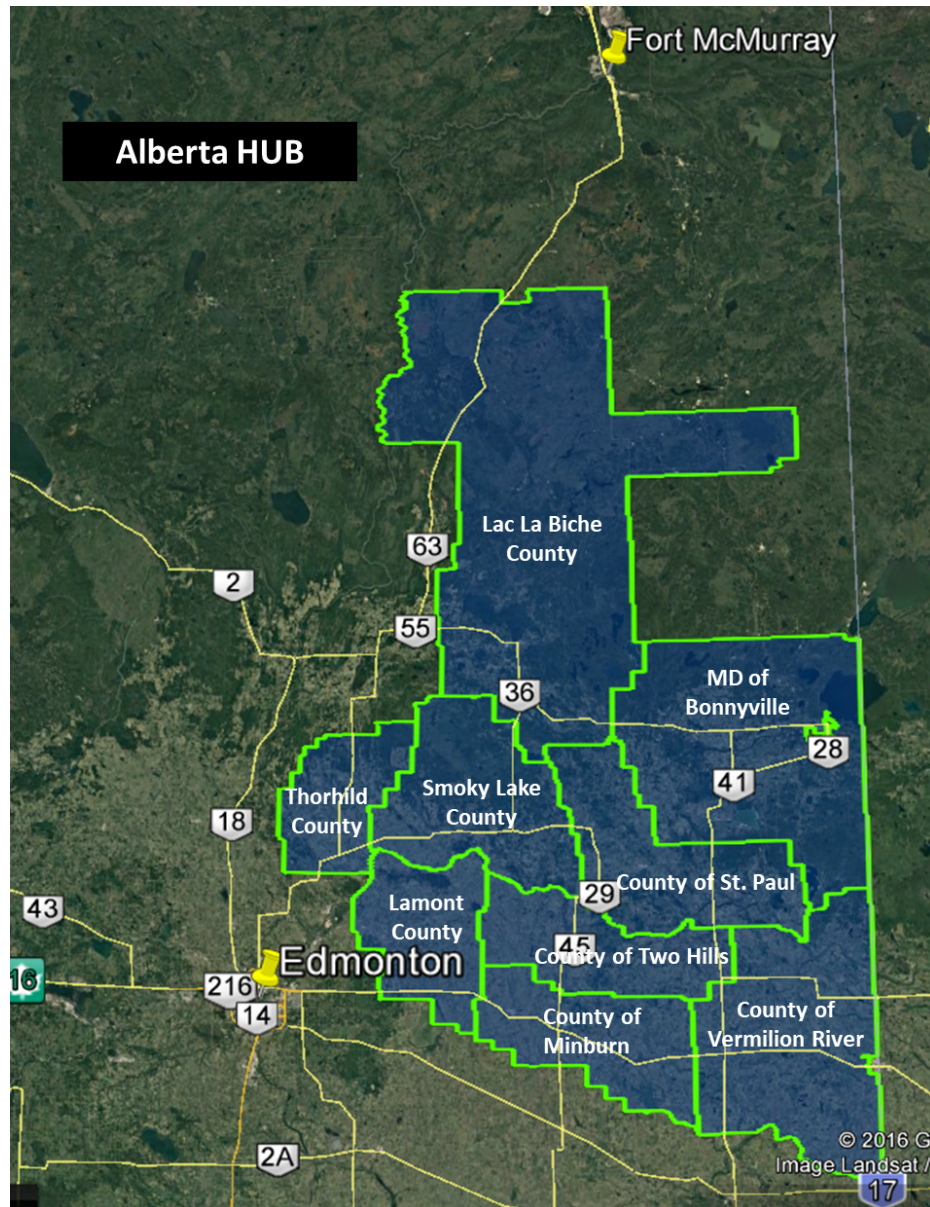 Fort McMurray
Alberta HUB
Lac La Biche
County
63
2
55
36
MD of
Bonnyville
28
41
Thorhild
County
Smoky Lake
County
18
29
County of St. Paul
Lamont
County
43
45
County of Two Hills
Edmonton
16
216
14
County of
Minburn
County of
Vermilion River
© 2016 G
Image Landsat /
2A
17